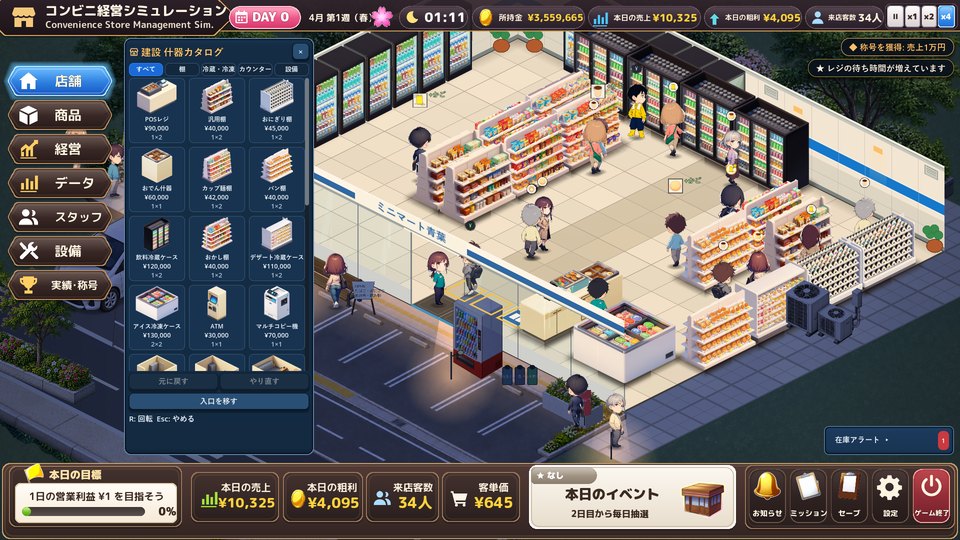 コンビニ経営シミュレーション
Convenience Store Management Sim.
DAY 0
4月 第1週 (春)
01:11
所持金 ¥3,559,665
本日の売上 ¥10,325
本日の粗利 ¥4,095
来店客数 34人
II
x1
x2
x4
◆ 称号を獲得: 売上1万円
★ レジの待ち時間が増えています
店舗
商品
経営
データ
スタッフ
設備
実績・称号
建設 什器カタログ
×
すべて
棚
冷蔵・冷凍
カウンター
設備
POSレジ
¥90,000
1×2
汎用棚
¥40,000
1×2
おにぎり棚
¥45,000
1×2
おでん什器
¥60,000
1×1
カップ麺棚
¥42,000
1×2
パン棚
¥40,000
1×2
飲料冷蔵ケース
¥120,000
1×2
おかし棚
¥40,000
1×2
デザート冷蔵ケース
¥110,000
1×2
アイス冷凍ケース
¥130,000
2×2
ATM
¥30,000
1×1
マルチコピー機
¥70,000
1×1
元に戻す
やり直す
入口を移す
R: 回転 Esc: やめる
ミニマート青葉
在庫アラート
1
本日の目標
1日の営業利益 ¥1 を目指そう
0%
本日の売上
¥10,325
本日の粗利
¥4,095
来店客数
34人
客単価
¥645
★ なし
本日のイベント
2日目から毎日抽選
お知らせ
ミッション
セーブ
設定
ゲーム終了